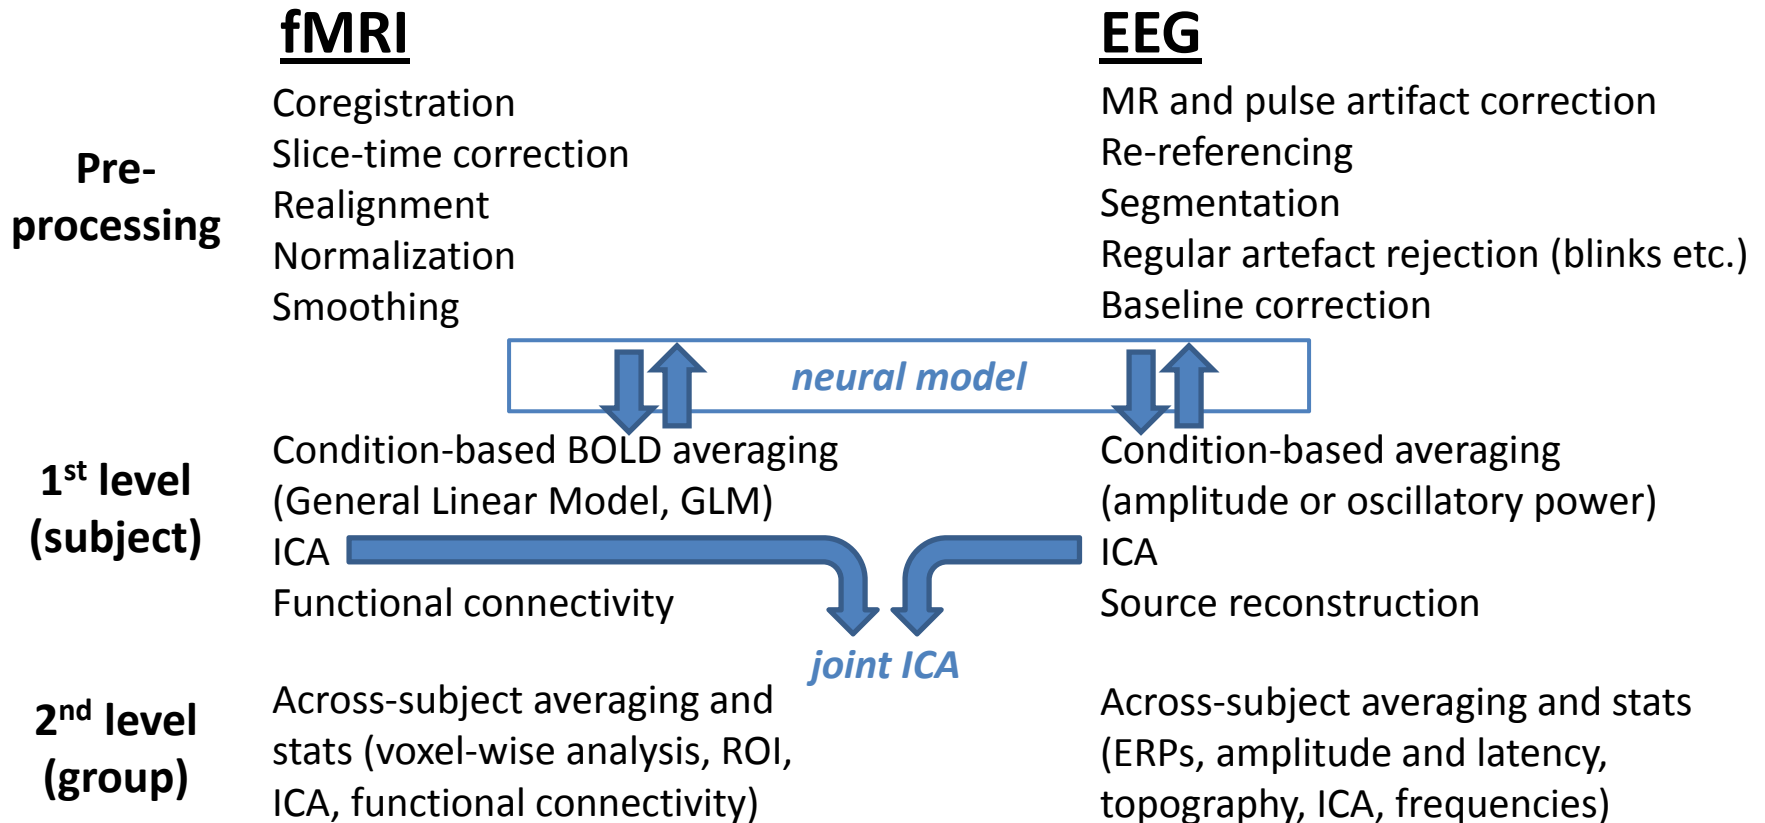 fMRI
EEG
Pre-
processing
Coregistration
Slice-time correction
Realignment
Normalization
Smoothing
MR and pulse artifact correction
Re-referencing
Segmentation
Regular artefact rejection (blinks etc.)
Baseline correction
neural model
1st level
(subject)
Condition-based BOLD averaging
(General Linear Model, GLM)
ICA
Functional connectivity
Condition-based averaging
(amplitude or oscillatory power)
ICA
Source reconstruction
joint ICA
2nd level
(group)
Across-subject averaging and
stats (voxel-wise analysis, ROI,
ICA, functional connectivity)
Across-subject averaging and stats
(ERPs, amplitude and latency,
topography, ICA, frequencies)